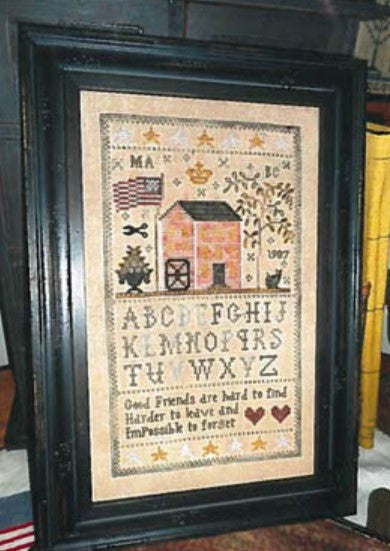 MA BC
1987
ABCDEFGHIJ
KLMNOPQRS
TUVWXYZ
Good Friends are hard to find
Harder to leave and
ImPossible to forget